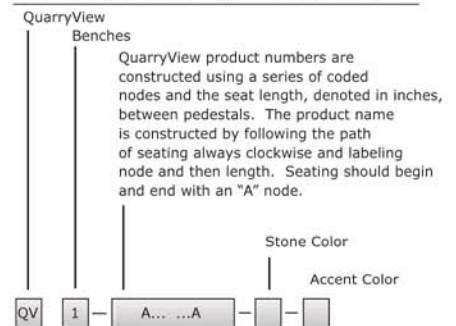 QuarryView
Benches
QuarryView product numbers are
constructed using a series of coded
nodes and the seat length, denoted in inches,
between pedestals. The product name
is constructed by following the path
of seating always clockwise and labeling
node and then length. Seating should begin
and end with an "A" node.
Stone Color
Accent Color
QV 1 – A... ...A – –